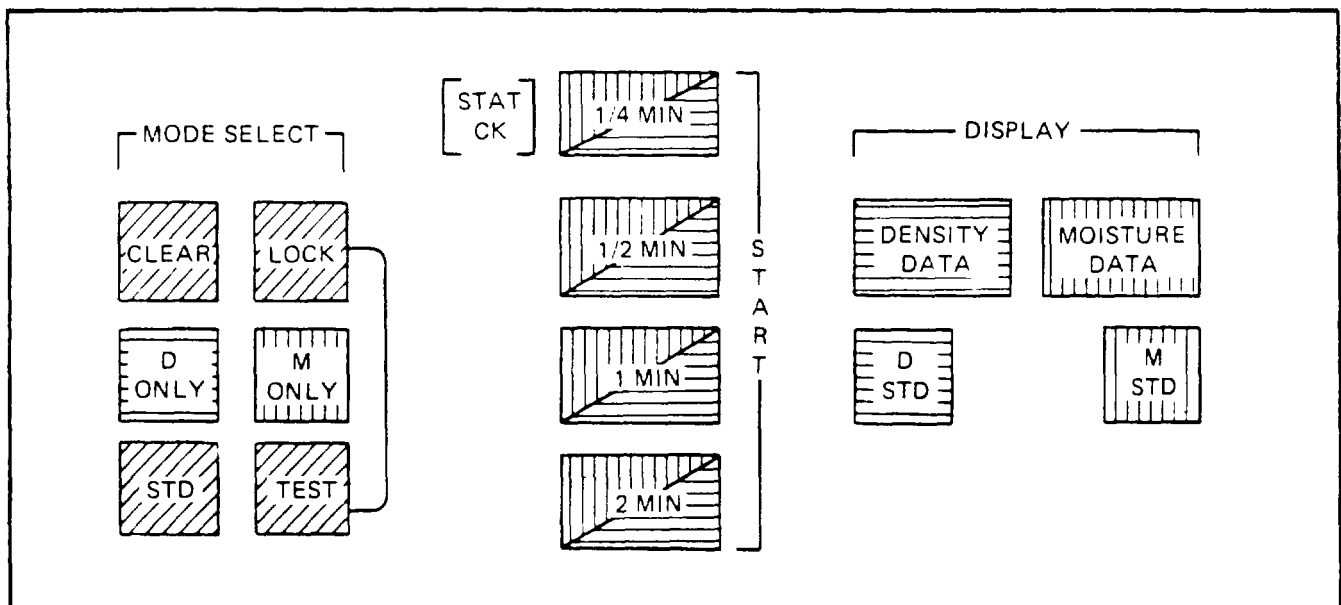 MODE SELECT
CLEAR
LOCK
D
ONLY
M
ONLY
STD
TEST
STAT
CK
1/4 MIN
1/2 MIN
1 MIN
2 MIN
START
DISPLAY
DENSITY
DATA
MOISTURE
DATA
D
STD
M
STD